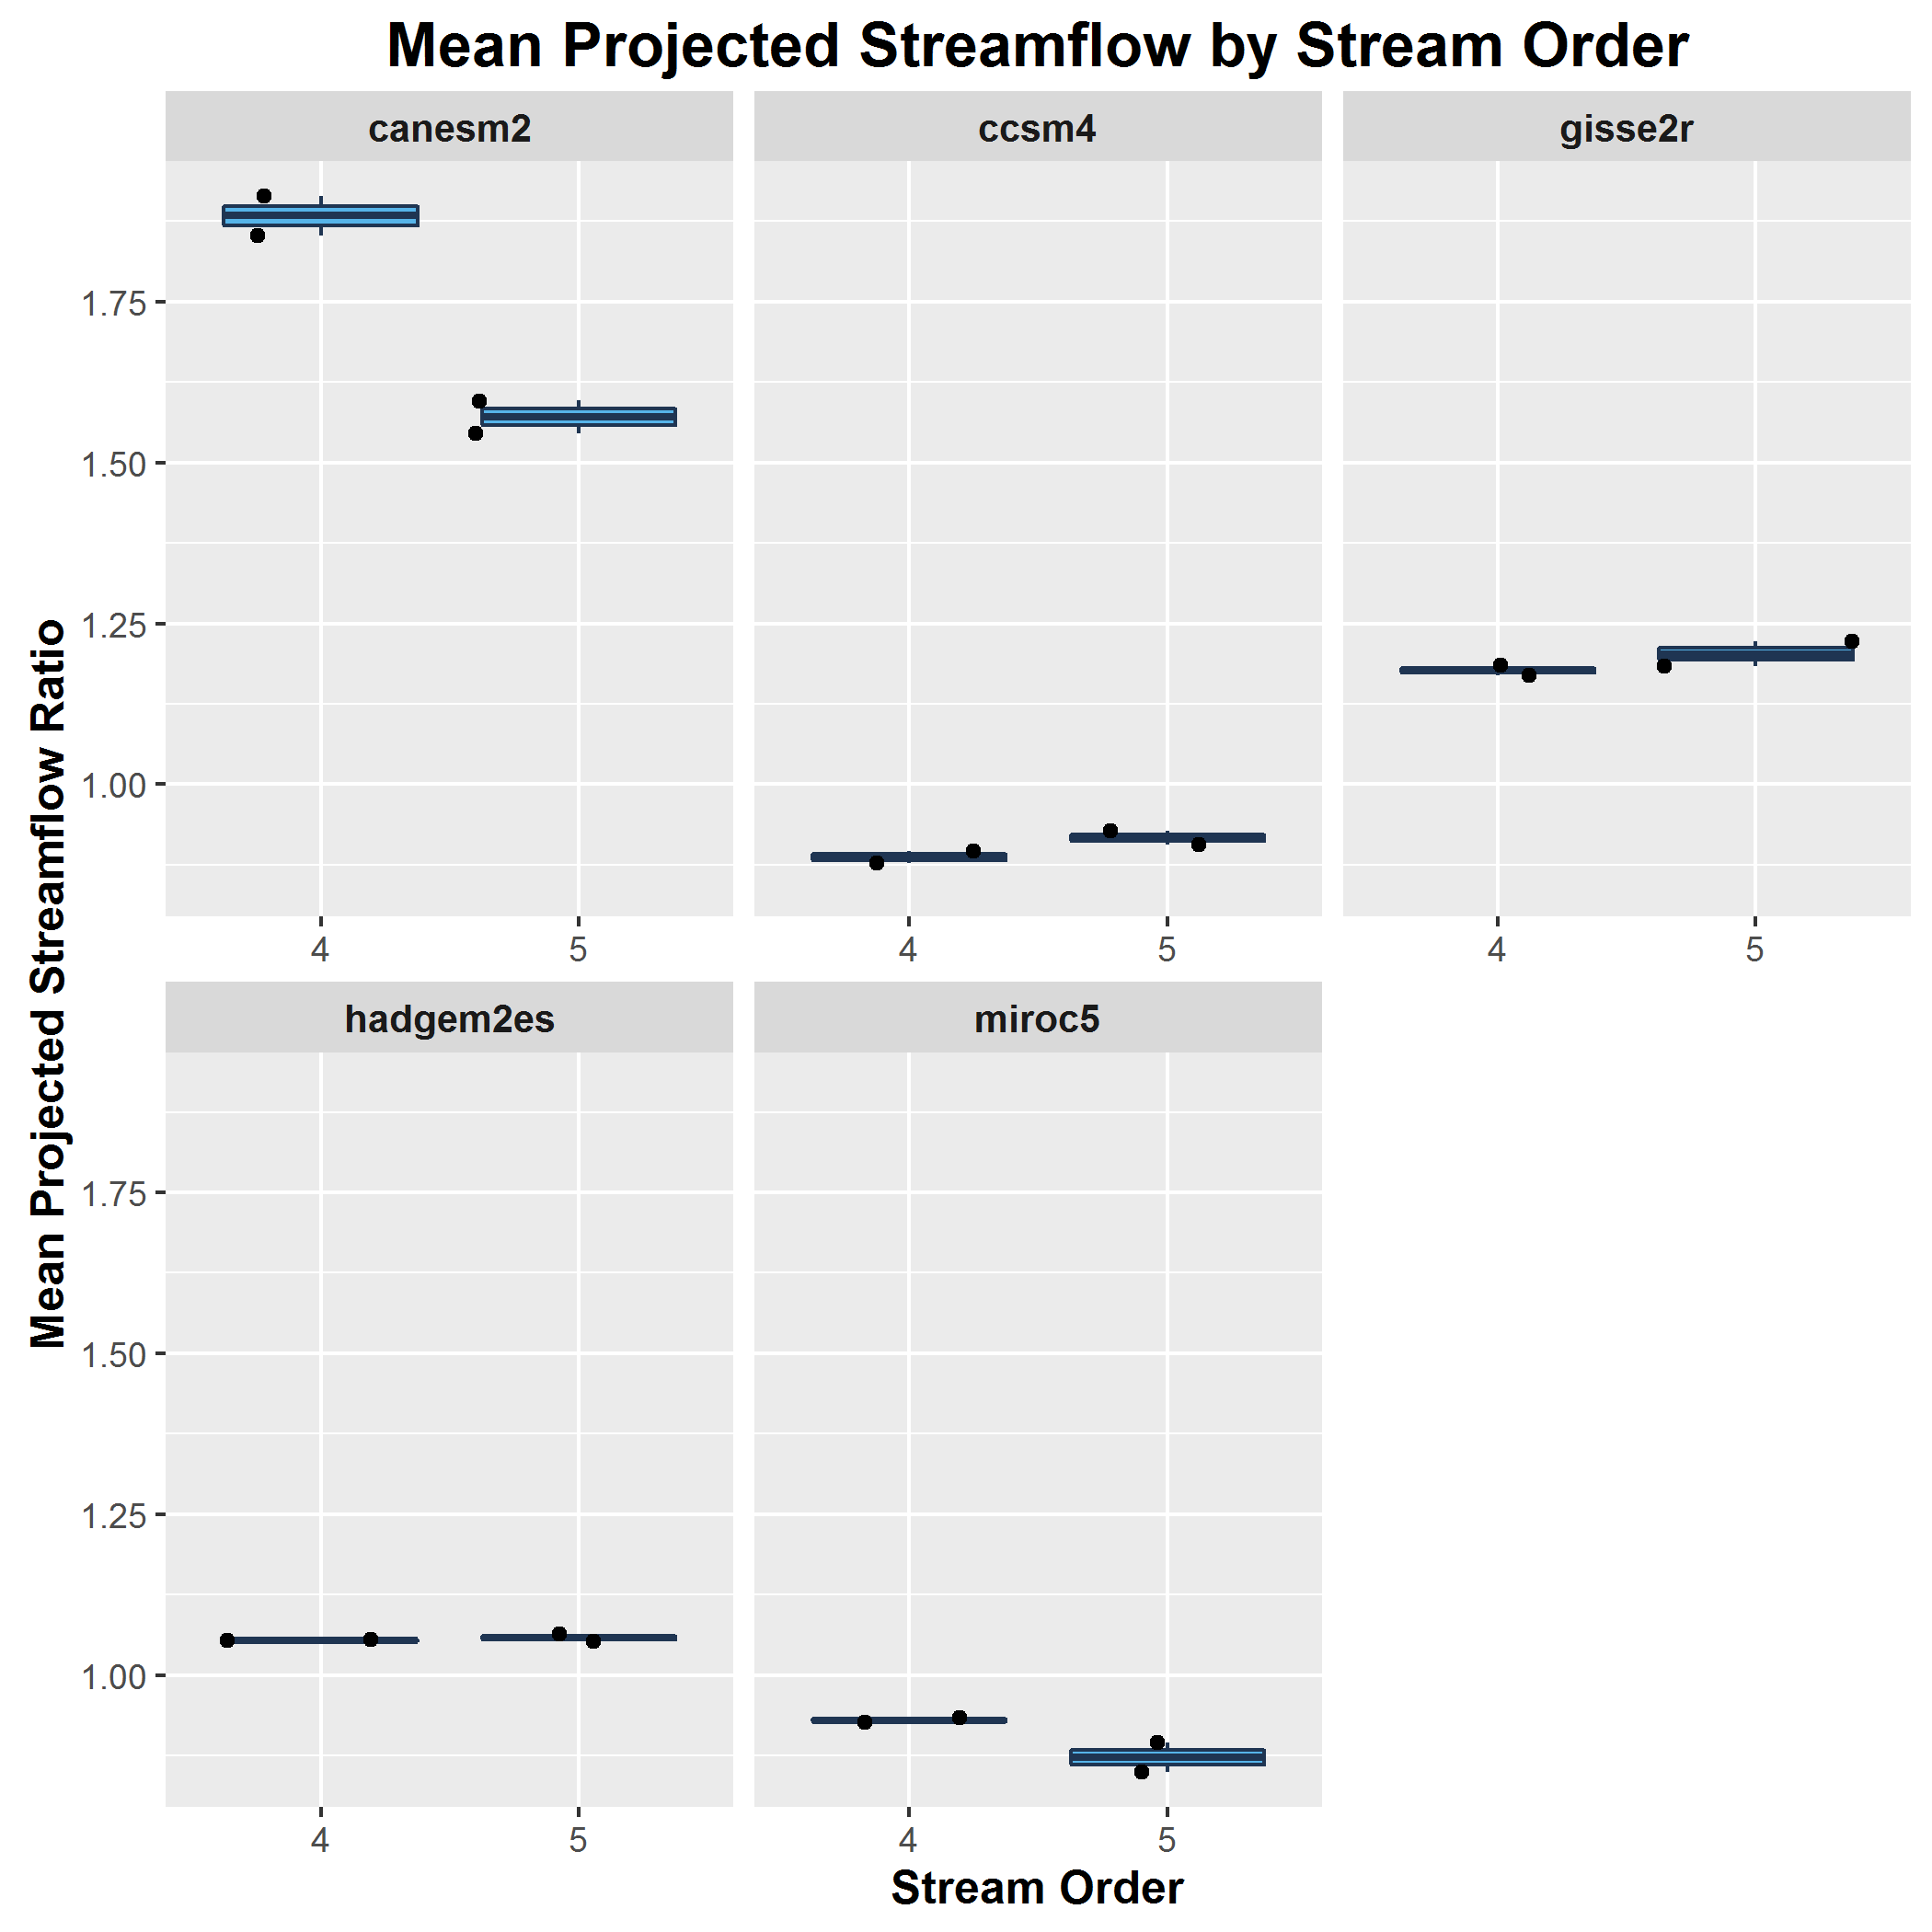 Mean Projected Streamflow by Stream Order
canesm2
ccsm4
gisse2r
1.75
1.50
1.25
1.00
4
5
4
5
4
5
Mean Projected Streamflow Ratio
hadgem2es
miroc5
1.75
1.50
1.25
1.00
4
5
4
5
Stream Order